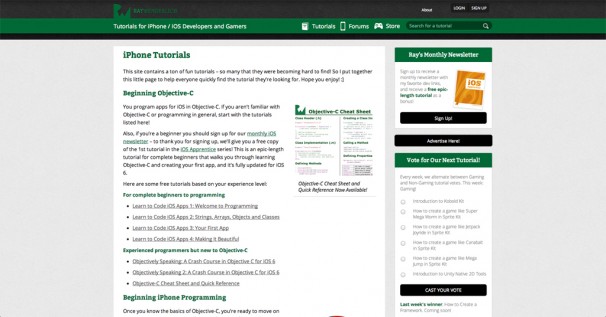 RAYWENDERLICH
About
LOGIN
SIGN UP
Tutorials for iPhone / iOS Developers and Gamers
Tutorials
Forums
Store
Search for a tutorial
iPhone Tutorials
This site contains a ton of fun tutorials – so many that they were becoming hard to find! So I put together
this little page to help everyone quickly find the tutorial they're looking for. Hope you enjoy! :]
Beginning Objective-C
You program apps for iOS in Objective-C. If you aren't familiar with
Objective-C or programming in general, start with the tutorials
listed here!
Also, if you're a beginner you should sign up for our monthly iOS
newsletter – to thank you for signing up, we'll give you a free copy
of the 1st tutorial in the iOS Apprentice series! This is an epic-length
tutorial for complete beginners that walks you through learning
Objective-C and creating your first app, and it's fully updated for iOS
6.
Here are some free tutorials based on your experience level:
For complete beginners to programming
Learn to Code iOS Apps 1: Welcome to Programming
Learn to Code iOS Apps 2: Strings, Arrays, Objects and Classes
Learn to Code iOS Apps 3: Your First App
Learn to Code iOS Apps 4: Making It Beautiful
Experienced programmers but new to Objective-C
Objectively Speaking: A Crash Course in Objective C for iOS 6
Objectively Speaking 2: A Crash Course in Objective C for iOS 6
Objective-C Cheat Sheet and Quick Reference
Beginning iPhone Programming
Once you know the basics of Objective-C, you're ready to move on
Objective-C Cheat Sheet
Objective-C Cheat Sheet and
Quick Reference Now Available!
Ray's Monthly Newsletter
Sign up to receive a
monthly newsletter with
my favorite dev links,
and receive a free epic-
length tutorial as a
bonus!
iOS
Sign Up!
Advertise Here!
Vote for Our Next Tutorial!
Every week, we alternate between Gaming
and Non-Gaming tutorial votes. This week:
Gaming!
Introduction to Kobold Kit
How to create a game like Super
Mega Worm in Sprite Kit
How to create a game like Jetpack
Joyride in Sprite Kit
How to create a game like
in Sprite Kit
How to create a game like Mega
Jump in Sprite Kit
Introduction to Unity Native 2D Tools
CAST YOUR VOTE
Last week's winner: How to Create a
Framework. Coming soon!